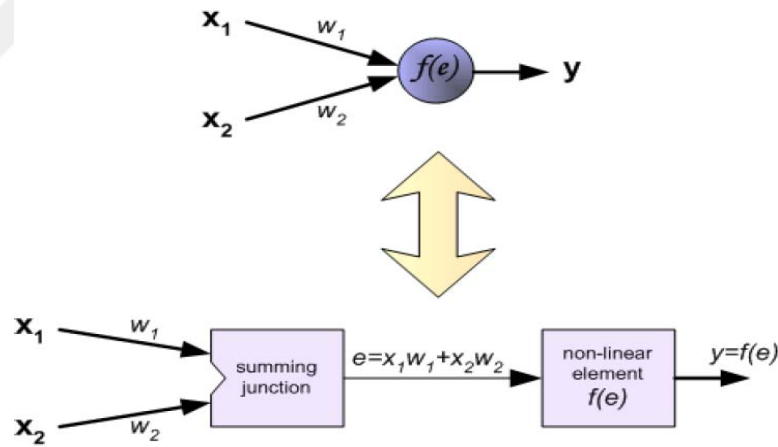 x1
w1
f(e)
y
x2
w2
x1
w1
summing
junction
e=x1w1+x2w2
non-linear
element
f(e)
y=f(e)
x2
w2